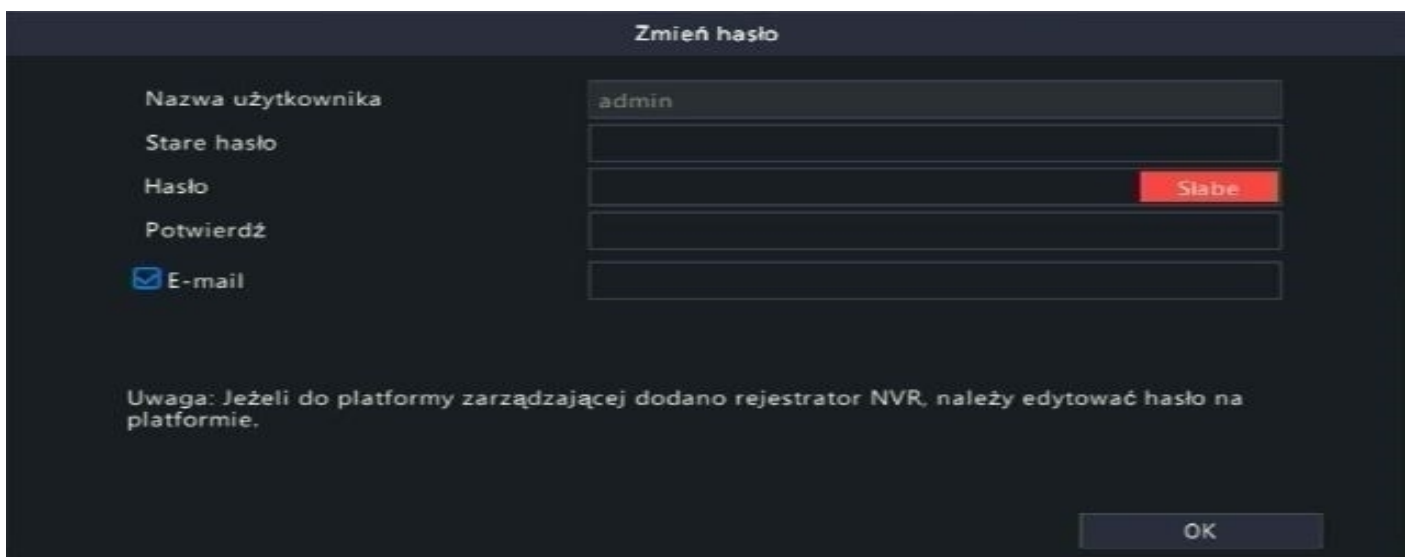 Zmień hasło
Nazwa użytkownika admin
Stare hasło
Hasło Słabe
Potwierdź
E-mail
Uwaga: Jeżeli do platformy zarządzającej dodano rejestrator NVR, należy edytować hasło na
platformie.
OK